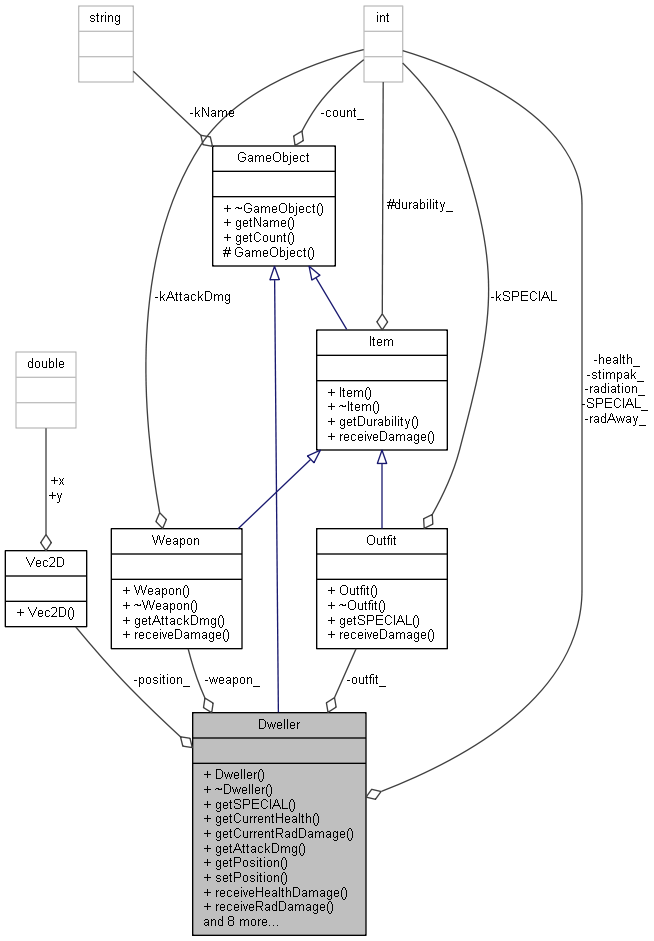 string
int
-kName
-count_
GameObject
+ ~GameObject()
+ getName()
+ getCount()
# GameObject()
#durability_
-kAttackDmg
-kSPECIAL
double
Item
+ Item()
+ ~Item()
+ getDurability()
+ receiveDamage()
-health_
-stimpak_
-radiation_
-SPECIAL_
-radAway_
+x
+y
Vec2D
+ Vec2D()
Weapon
+ Weapon()
+ ~Weapon()
+ getAttackDmg()
+ receiveDamage()
Outfit
+ Outfit()
+ ~Outfit()
+ getSPECIAL()
+ receiveDamage()
-position_
-weapon_
-outfit_
Dweller
+ Dweller()
+ ~Dweller()
+ getSPECIAL()
+ getCurrentHealth()
+ getCurrentRadDamage()
+ getAttackDmg()
+ getPosition()
+ setPosition()
+ receiveHealthDamage()
+ receiveRadDamage()
and 8 more...